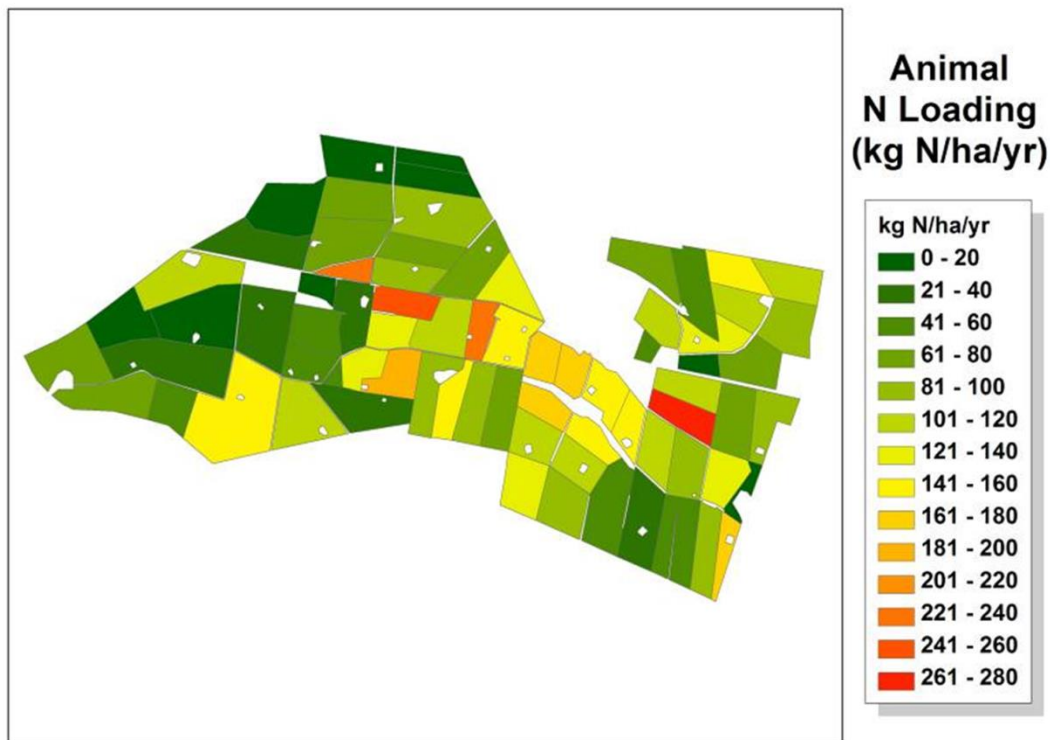 Animal
N Loading
(kg N/ha/yr)
kg N/ha/yr
0 - 20
21 - 40
41 - 60
61 - 80
81 - 100
101 - 120
121 - 140
141 - 160
161 - 180
181 - 200
201 - 220
221 - 240
241 - 260
261 - 280